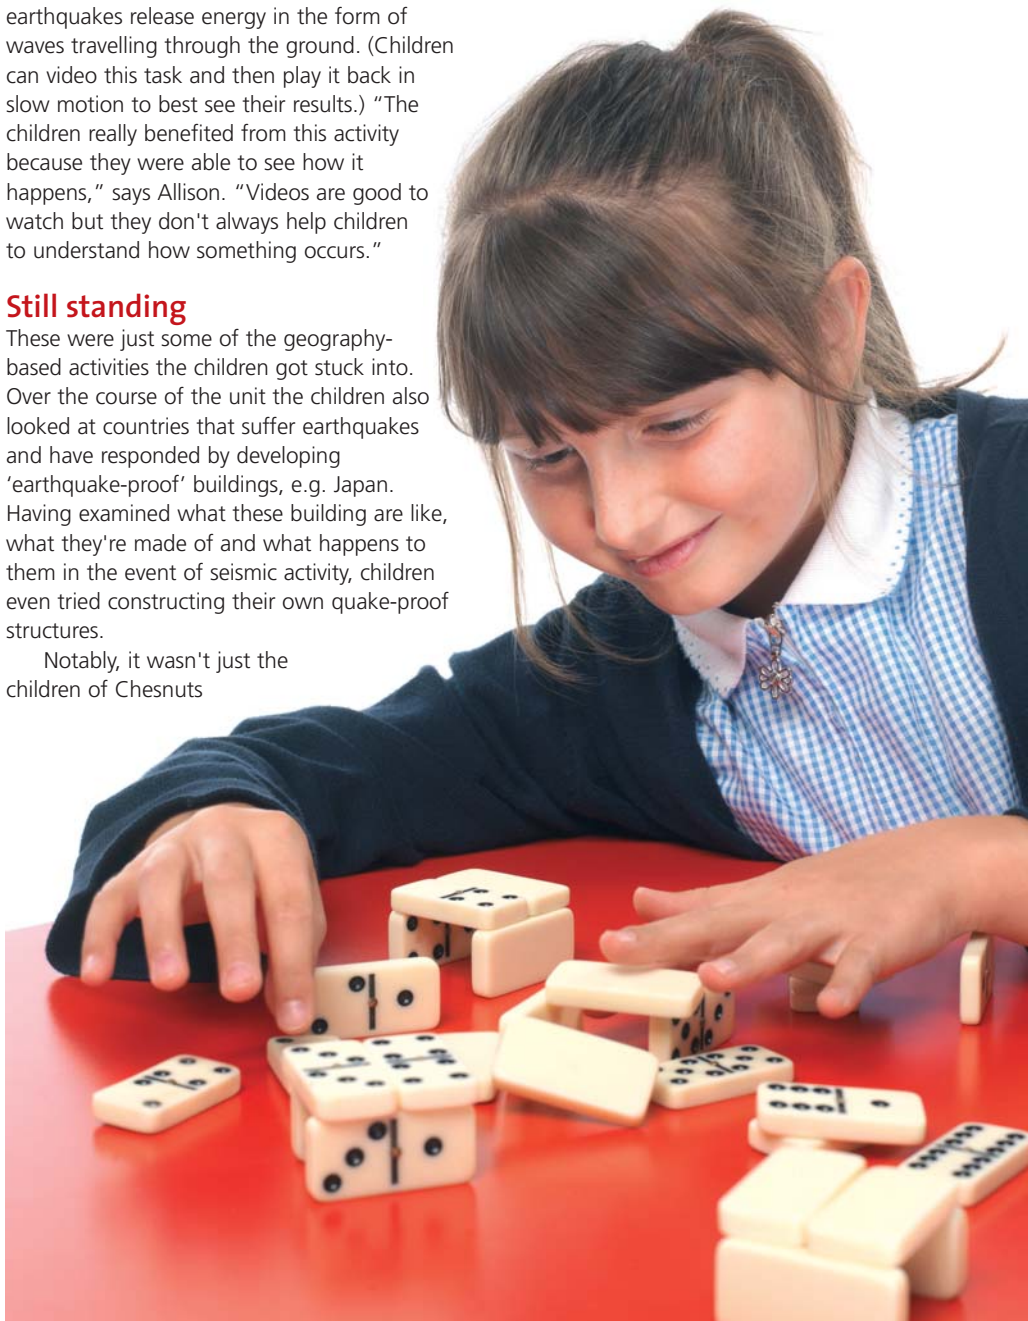 earthquakes release energy in the form of
waves travelling through the ground. (Children
can video this task and then play it back in
slow motion to best see their results.) “The
children really benefited from this activity
because they were able to see how it
happens,” says Allison. “Videos are good to
watch but they don't always help children
to understand how something occurs.”
Still standing
These were just some of the geography-
based activities the children got stuck into.
Over the course of the unit the children also
looked at countries that suffer earthquakes
and have responded by developing
‘earthquake-proof’ buildings, e.g. Japan.
Having examined what these building are like,
what they're made of and what happens to
them in the event of seismic activity, children
even tried constructing their own quake-proof
structures.
Notably, it wasn't just the
children of Chesnuts